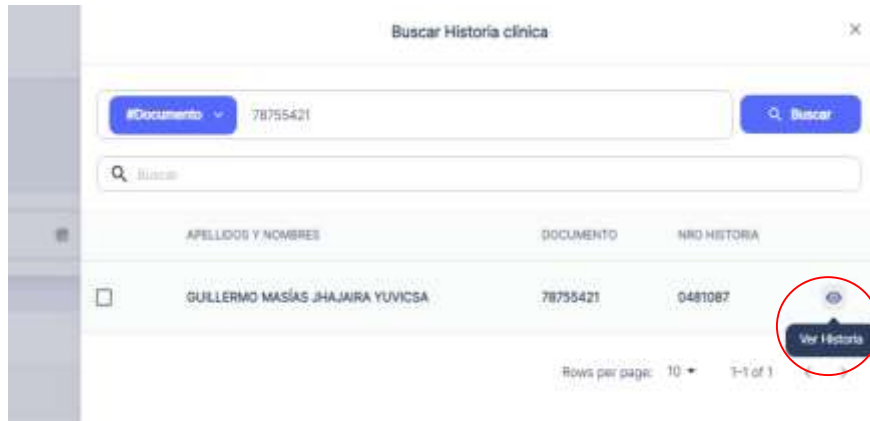 Buscar Historia clínica
#Documento 78755421 Buscar
Buscar
APELLIDOS Y NOMBRES DOCUMENTO NRO HISTORIA
GUILLERMO MASÍAS JHAJAIRA YUVICSA 78755421 0481087
Ver Historia
Rows per page: 10 1-1 of 1